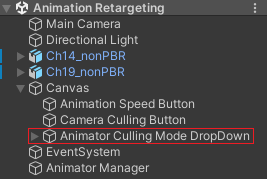 Animation Retargeting
Main Camera
Directional Light
Ch14_nonPBR
Ch19_nonPBR
Canvas
Animation Speed Button
Camera Culling Button
Animator Culling Mode DropDown
EventSystem
Animator Manager